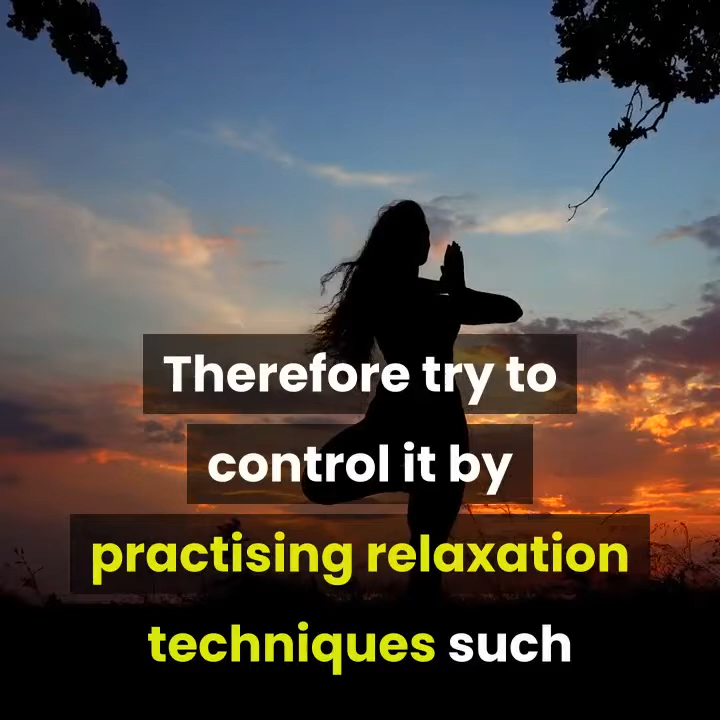 Therefore try to
control it by
practising relaxation
techniques such